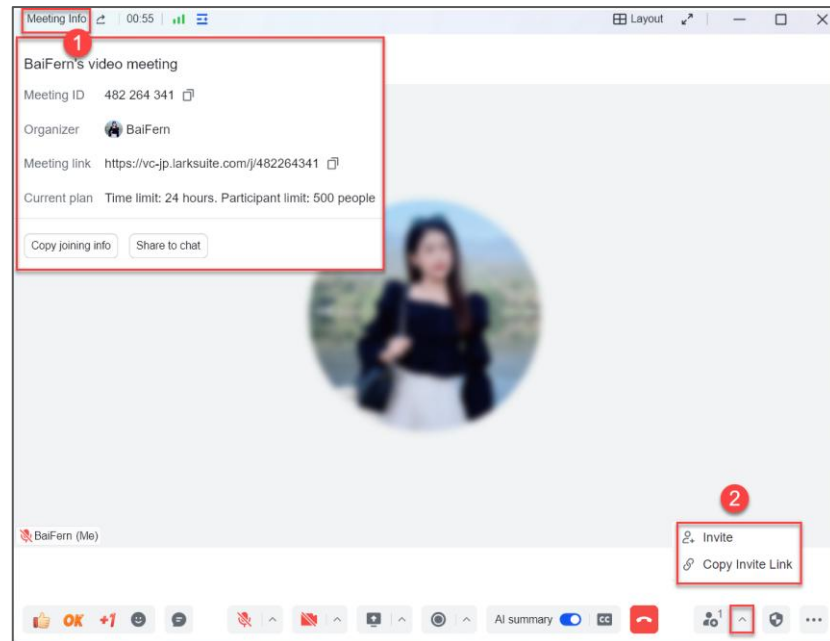 Meeting Info 00:55 Layout
1
BaiFern's video meeting
Meeting ID 482 264 341
Organizer BaiFern
Meeting link https://vc-jp.larksuite.com/j/482264341
Current plan Time limit: 24 hours. Participant limit: 500 people
Copy joining info Share to chat
2
BaiFern (Me)
Invite
Copy Invite Link
OK +1 AI summary CC 1